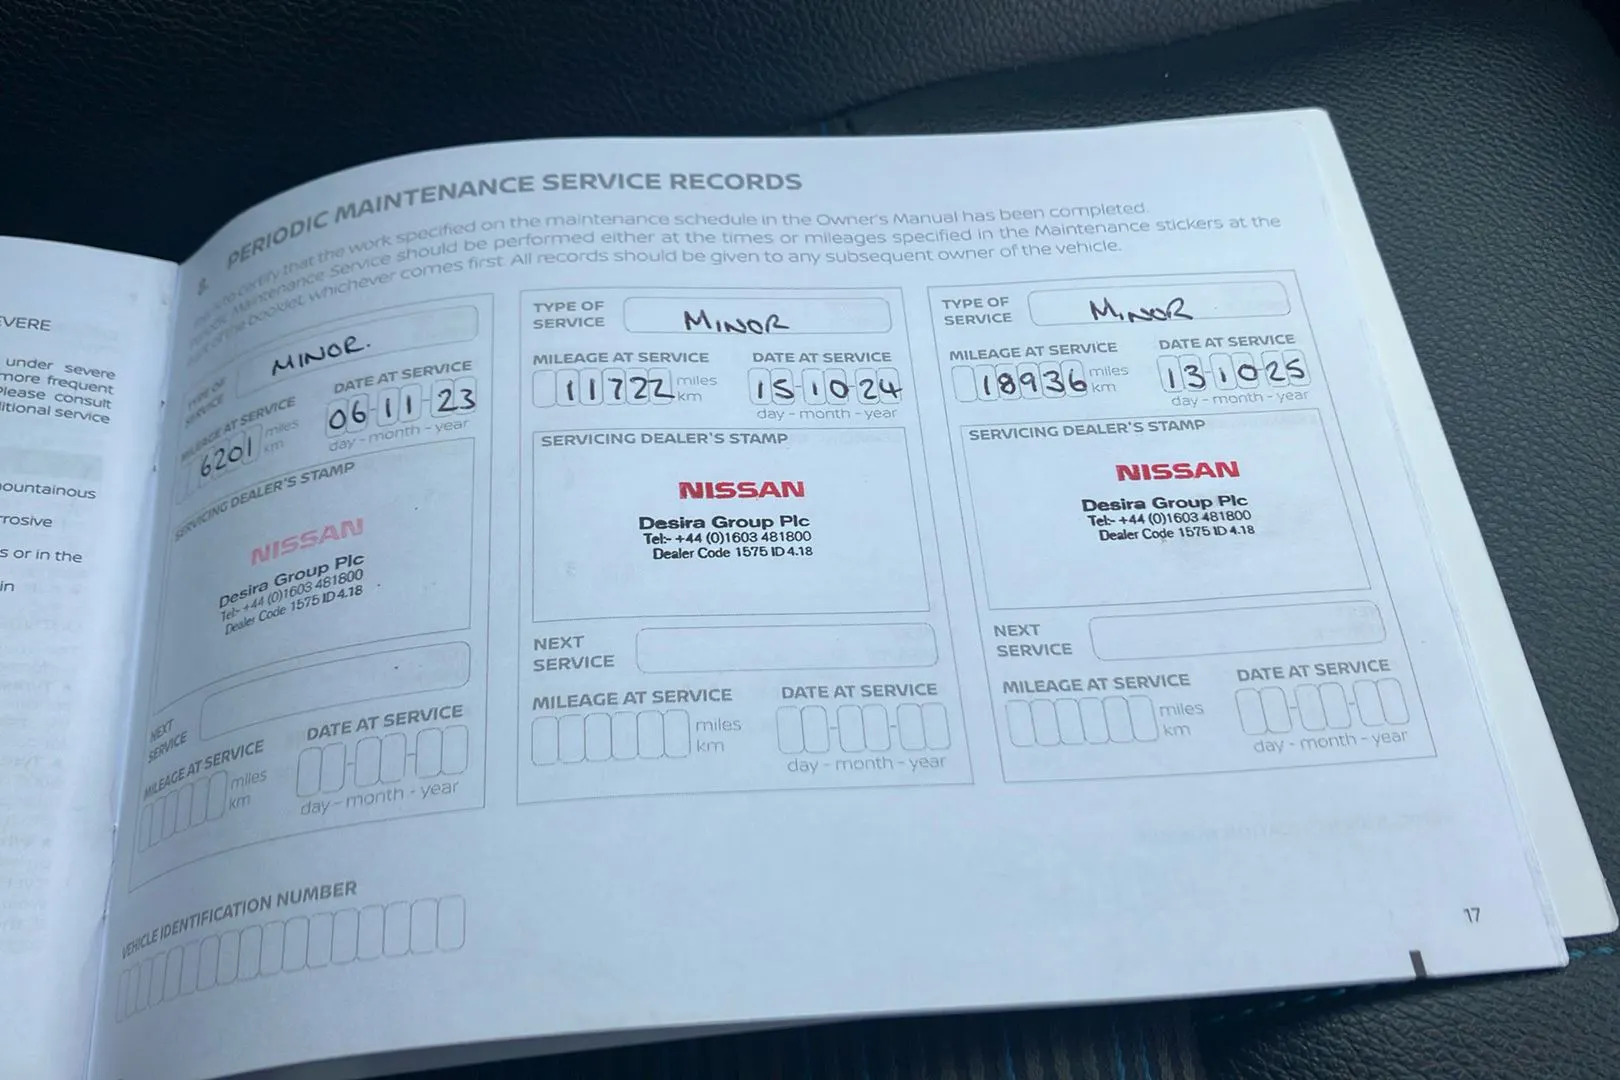 EVERE
under severe
more frequent
Please consult
ditional service
mountainous
rrosive
s or in the
in
8. PERIODIC MAINTENANCE SERVICE RECORDS
certify that the work specified on the maintenance schedule in the Owner's Manual has been completed.
Periodic Maintenance Service should be performed either at the times or mileages specified in the Maintenance stickers at the
part of the booklet, whichever comes first. All records should be given to any subsequent owner of the vehicle.
TYPE OF
SERVICE
MINOR.
MILEAGE AT SERVICE
6201
miles
km
DATE AT SERVICE
06-11-23
day - month - year
SERVICING DEALER'S STAMP
NISSAN
Desira Group Plc
Tel:- +44 (0)1603 481800
Dealer Code 1575 ID 4.18
NEXT
SERVICE
MILEAGE AT SERVICE
miles
km
DATE AT SERVICE
day - month - year
TYPE OF
SERVICE
MINOR
MILEAGE AT SERVICE
11722
miles
km
DATE AT SERVICE
15-10-24
day - month - year
SERVICING DEALER'S STAMP
NISSAN
Desira Group Plc
Tel:- +44 (0)1603 481800
Dealer Code 1575 ID 4.18
NEXT
SERVICE
MILEAGE AT SERVICE
miles
km
DATE AT SERVICE
day - month - year
TYPE OF
SERVICE
MINOR
MILEAGE AT SERVICE
18936
miles
km
DATE AT SERVICE
13-10-25
day - month - year
SERVICING DEALER'S STAMP
NISSAN
Desira Group Plc
Tel:- +44 (0)1603 481800
Dealer Code 1575 ID 4.18
NEXT
SERVICE
MILEAGE AT SERVICE
miles
km
DATE AT SERVICE
day - month - year
VEHICLE IDENTIFICATION NUMBER
17